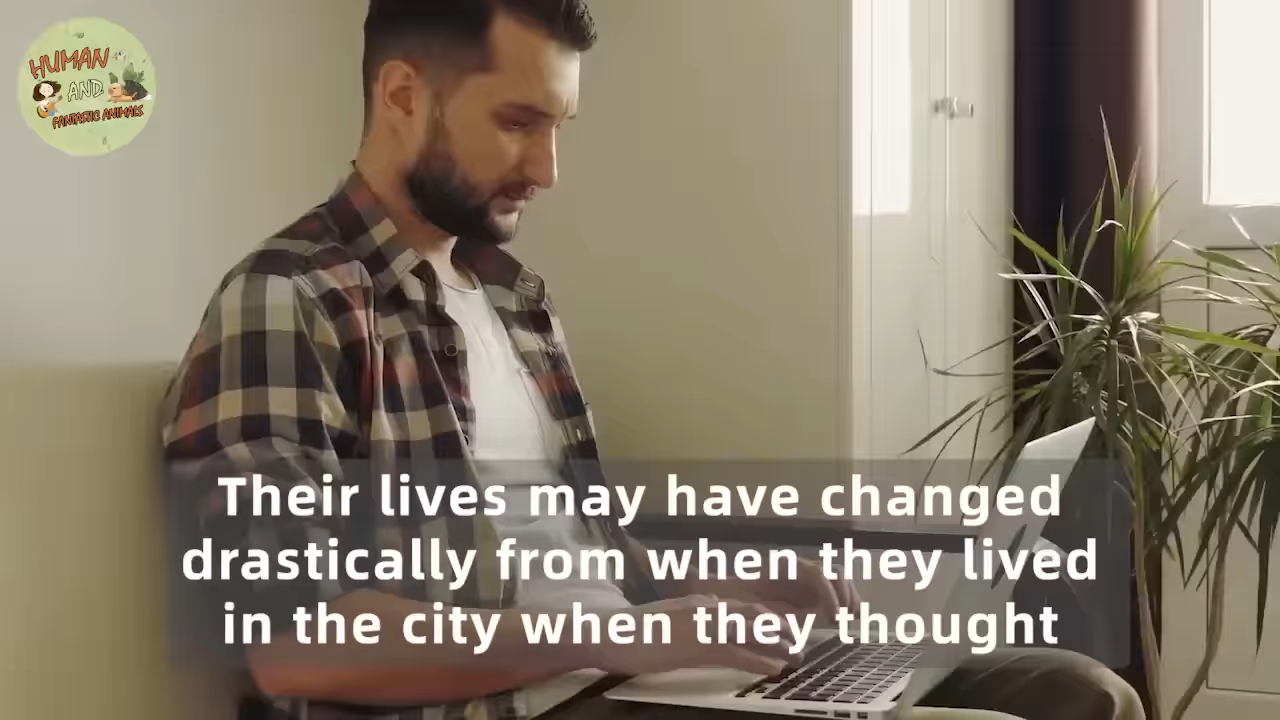 HUMAN
AND
FANTASTIC ANIMALS
Their lives may have changed
drastically from when they lived
in the city when they thought